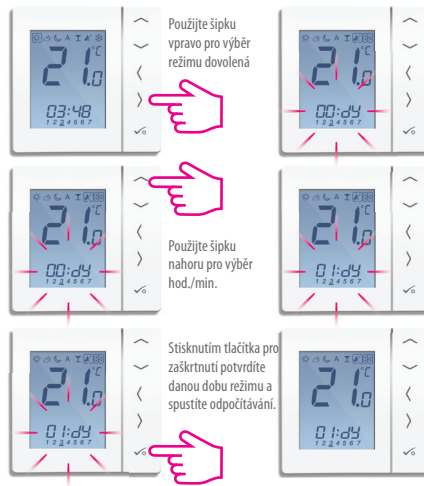 Použijte šipku
vpravo pro výběr
režimu dovolená
21.0 °C
03:48
1 2 3 4 5 6 7
21.0 °C
00:dY
1 2 3 4 5 6 7
21.0 °C
00:dY
1 2 3 4 5 6 7
Použijte šipku
nahoru pro výběr
hod./min.
21.0 °C
01:dY
1 2 3 4 5 6 7
21.0 °C
01:dY
1 2 3 4 5 6 7
Stisknutím tlačítka pro
zaškrtnutí potvrdíte
danou dobu režimu a
spustíte odpočítávání.
21.0 °C
01:dY
1 2 3 4 5 6 7